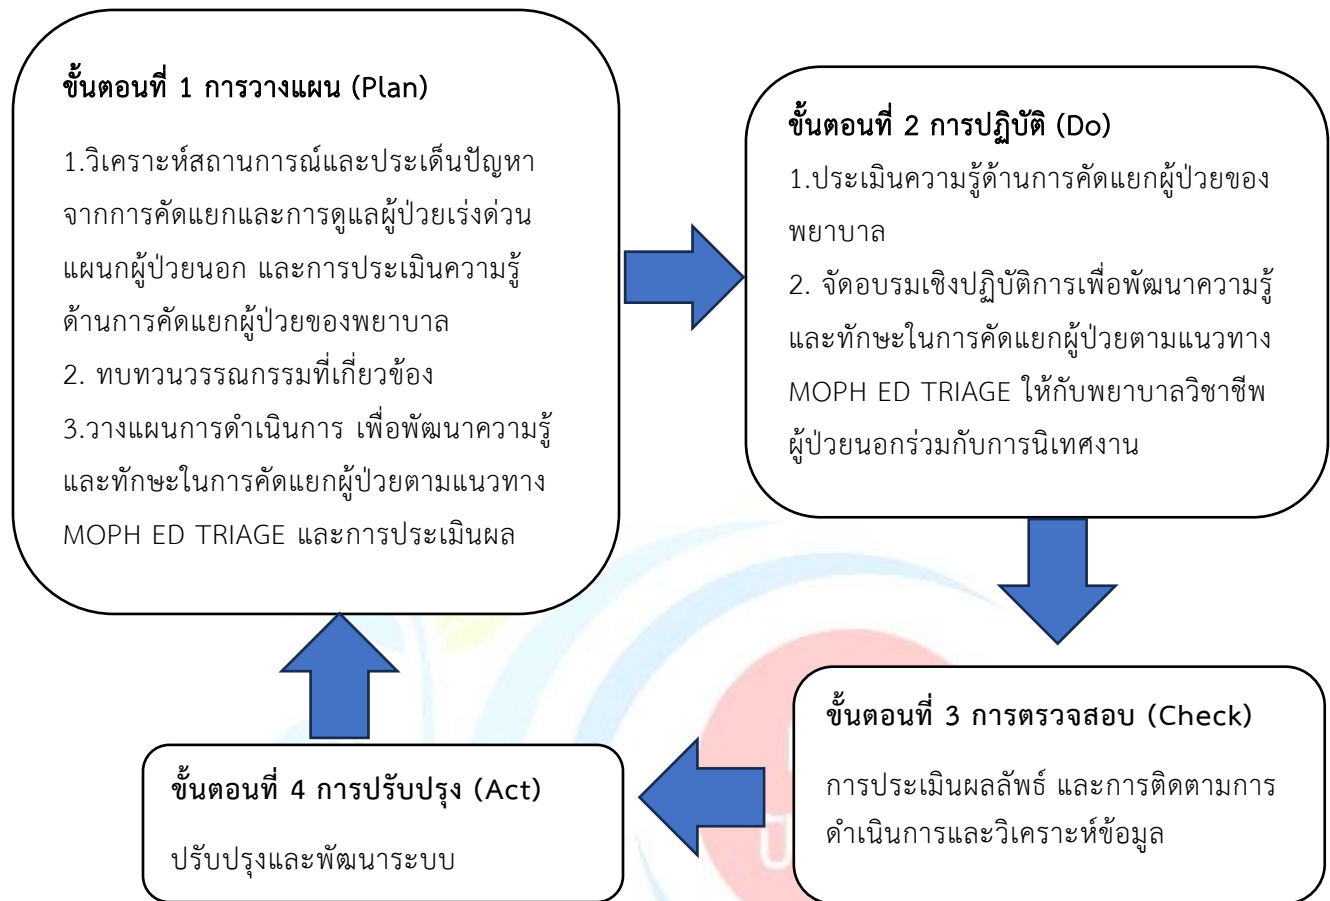 ขั้นตอนที่ 1 การวางแผน (Plan)
1.วิเคราะห์สถานการณ์และประเด็นปัญหา
จากการคัดแยกและการดูแลผู้ป่วยเร่งด่วน
แผนกผู้ป่วยนอก และการประเมินความรู้
ด้านการคัดแยกผู้ป่วยของพยาบาล
2. ทบทวนวรรณกรรมที่เกี่ยวข้อง
3.วางแผนการดำเนินการ เพื่อพัฒนาความรู้
และทักษะในการคัดแยกผู้ป่วยตามแนวทาง
MOPH ED TRIAGE และการประเมินผล
ขั้นตอนที่ 2 การปฏิบัติ (Do)
1.ประเมินความรู้ด้านการคัดแยกผู้ป่วยของ
พยาบาล
2. จัดอบรมเชิงปฏิบัติการเพื่อพัฒนาความรู้
และทักษะในการคัดแยกผู้ป่วยตามแนวทาง
MOPH ED TRIAGE ให้กับพยาบาลวิชาชีพ
ผู้ป่วยนอกร่วมกับการนิเทศงาน
ขั้นตอนที่ 3 การตรวจสอบ (Check)
การประเมินผลลัพธ์ และการติดตามการ
ดำเนินการและวิเคราะห์ข้อมูล
ขั้นตอนที่ 4 การปรับปรุง (Act)
ปรับปรุงและพัฒนาระบบ